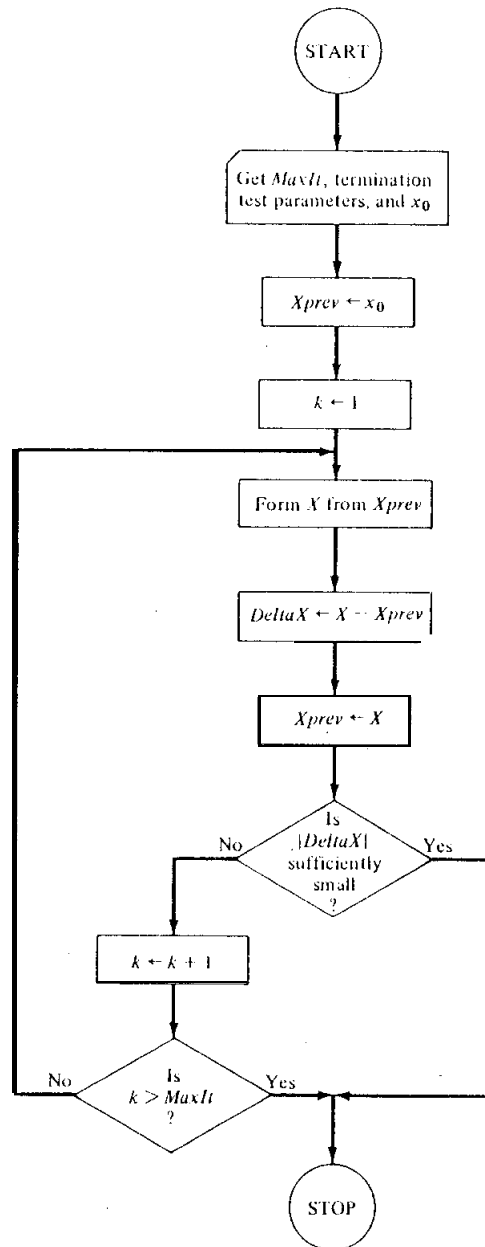 START
Get MaxIt, termination
test parameters, and x₀
Xprev ← x₀
k ← 1
Form X from Xprev
DeltaX ← X − Xprev
Xprev ← X
Is
|DeltaX|
sufficiently
small
?
No
Yes
k ← k + 1
Is
k > MaxIt
?
No
Yes
STOP